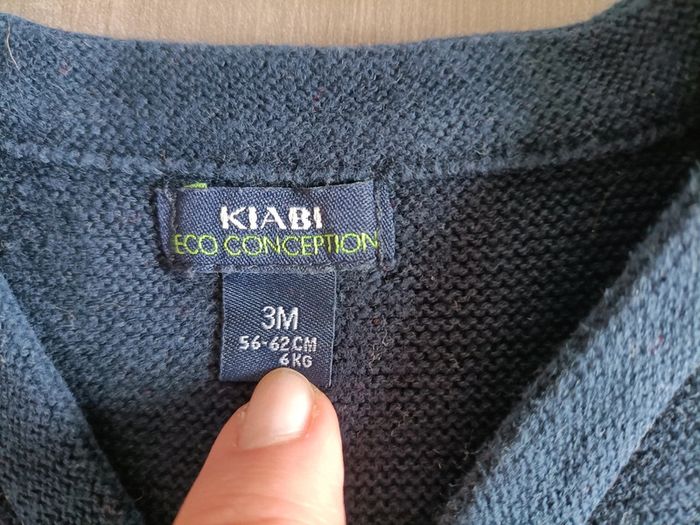 KIABI
ECO CONCEPTION
3M
56-62CM
6KG